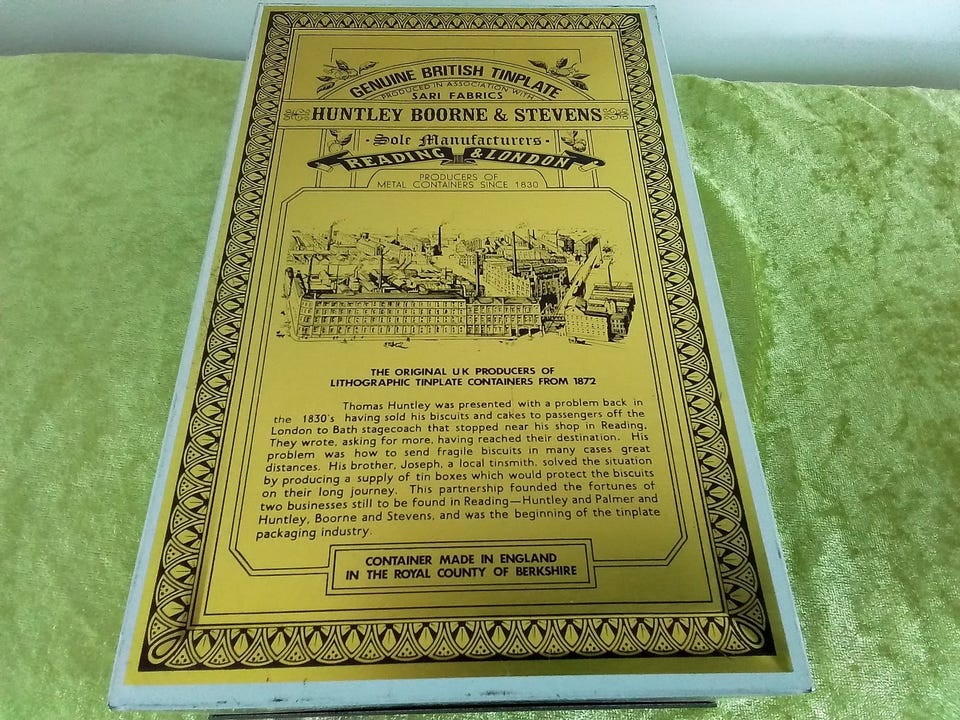 GENUINE BRITISH TINPLATE
PRODUCED IN ASSOCIATION WITH
SARI FABRICS
HUNTLEY BOORNE & STEVENS
· Sole Manufacturers ·
READING & LONDON
PRODUCERS OF
METAL CONTAINERS SINCE 1830
THE ORIGINAL U K PRODUCERS OF
LITHOGRAPHIC TINPLATE CONTAINERS FROM 1872
Thomas Huntley was presented with a problem back in
the 1830's having sold his biscuits and cakes to passengers off the
London to Bath stagecoach that stopped near his shop in Reading.
They wrote, asking for more, having reached their destination. His
problem was how to send fragile biscuits in many cases great
distances. His brother, Joseph, a local tinsmith, solved the situation
by producing a supply of tin boxes which would protect the biscuits
on their long journey. This partnership founded the fortunes of
two businesses still to be found in Reading—Huntley and Palmer and
Huntley, Boorne and Stevens, and was the beginning of the tinplate
packaging industry.
CONTAINER MADE IN ENGLAND
IN THE ROYAL COUNTY OF BERKSHIRE